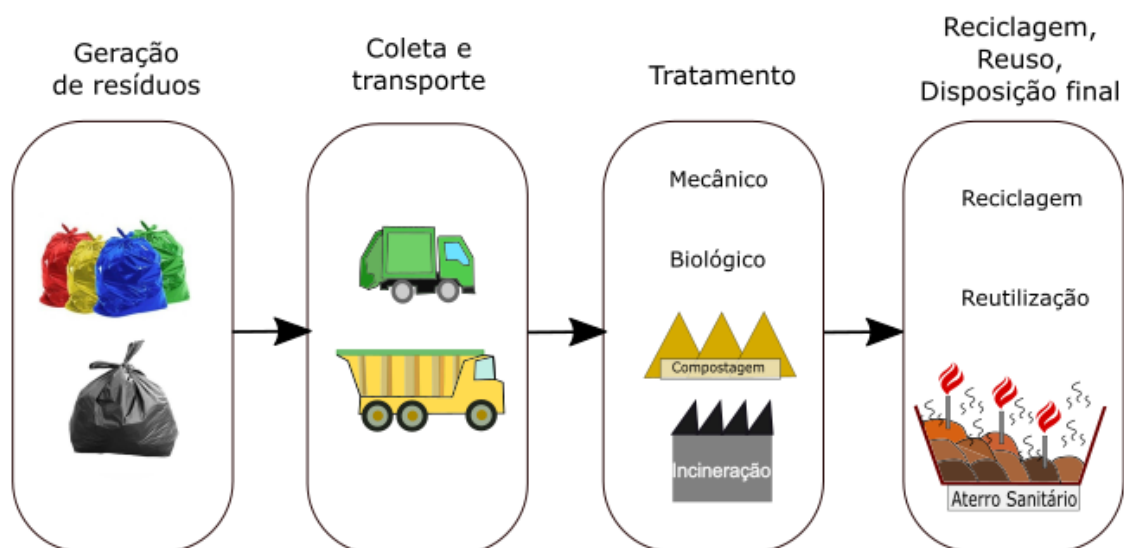 Geração
de resíduos
Coleta e
transporte
Tratamento
Reciclagem,
Reuso,
Disposição final
Mecânico
Biológico
Compostagem
Incineração
Reciclagem
Reutilização
Aterro Sanitário